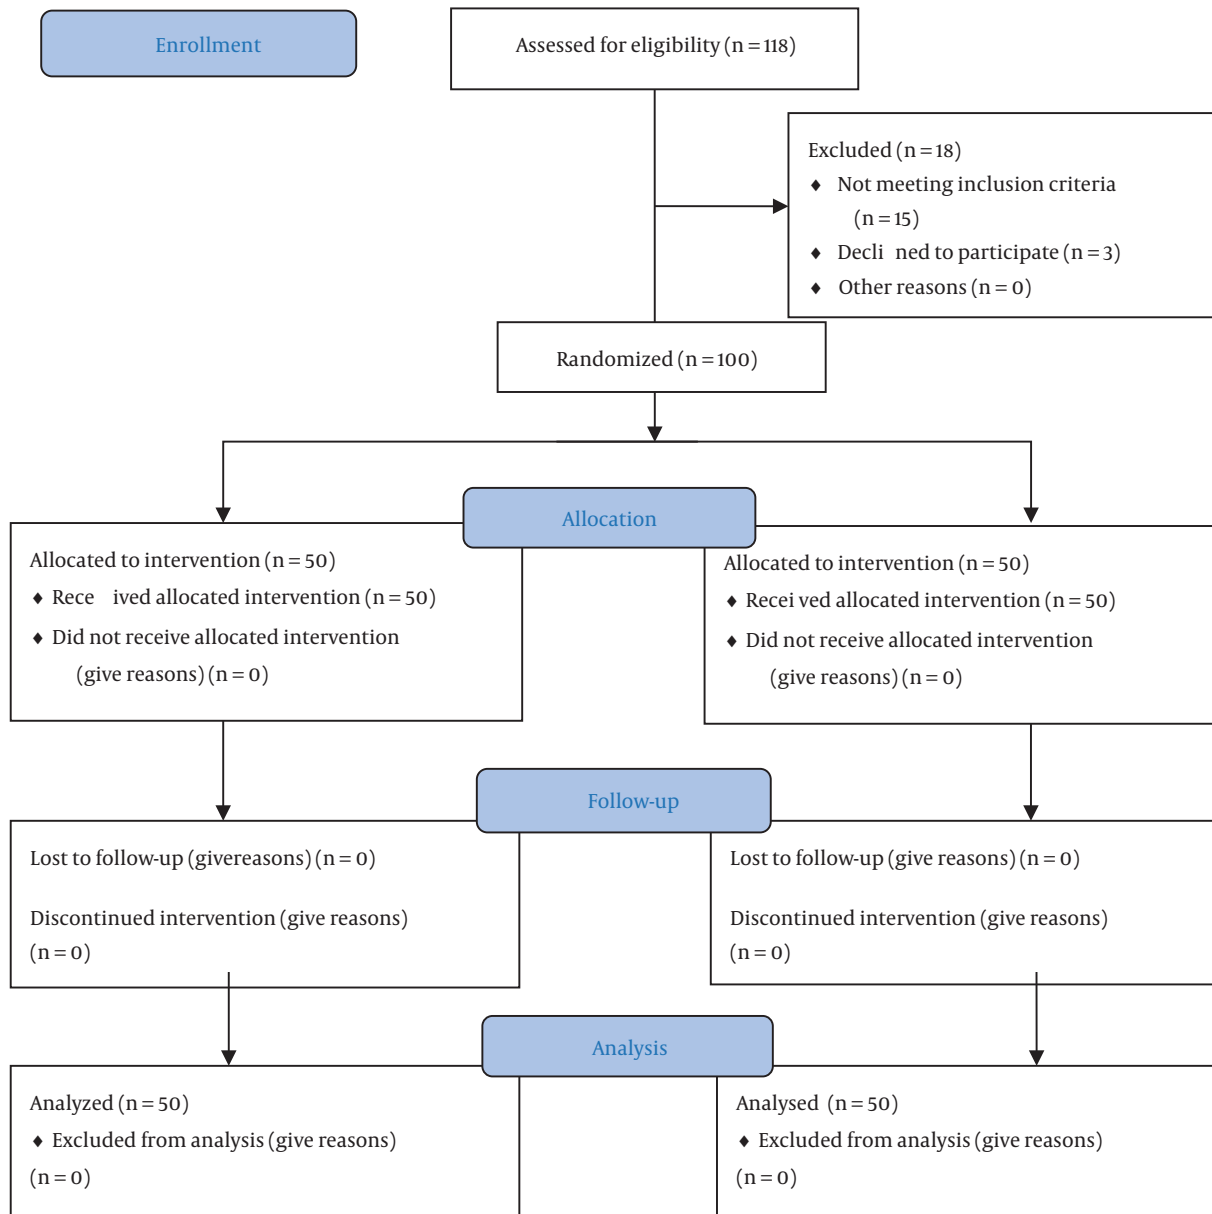 Enrollment
Assessed for eligibility (n = 118)
Excluded (n = 18)
♦ Not meeting inclusion criteria
(n = 15)
♦ Decli ned to participate (n = 3)
♦ Other reasons (n = 0)
Randomized (n = 100)
Allocation
Allocated to intervention (n = 50)
♦ Rece ived allocated intervention (n = 50)
♦ Did not receive allocated intervention
(give reasons) (n = 0)
Allocated to intervention (n = 50)
♦ Recei ved allocated intervention (n = 50)
♦ Did not receive allocated intervention
(give reasons) (n = 0)
Follow-up
Lost to follow-up (givereasons) (n = 0)
Discontinued intervention (give reasons)
(n = 0)
Lost to follow-up (give reasons) (n = 0)
Discontinued intervention (give reasons)
(n = 0)
Analysis
Analyzed (n = 50)
♦ Excluded from analysis (give reasons)
(n = 0)
Analysed (n = 50)
♦ Excluded from analysis (give reasons)
(n = 0)